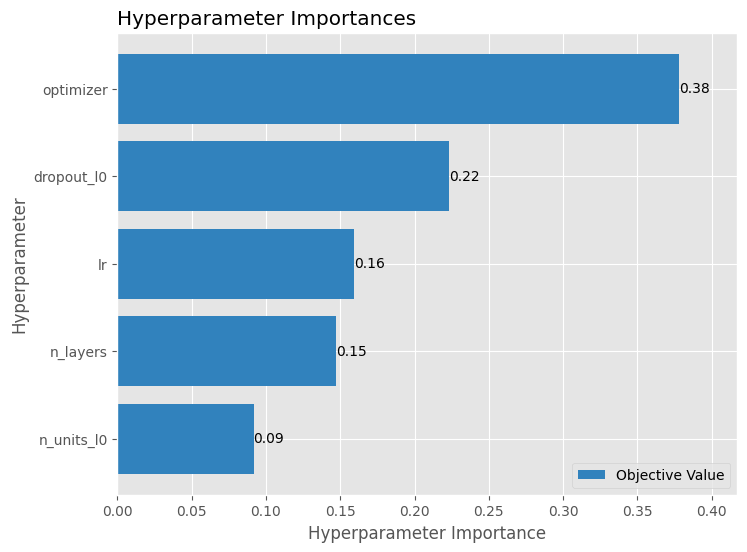 Hyperparameter Importances
Hyperparameter
optimizer
0.38
dropout_l0
0.22
lr
0.16
n_layers
0.15
n_units_l0
0.09
Objective Value
0.00 0.05 0.10 0.15 0.20 0.25 0.30 0.35 0.40
Hyperparameter Importance